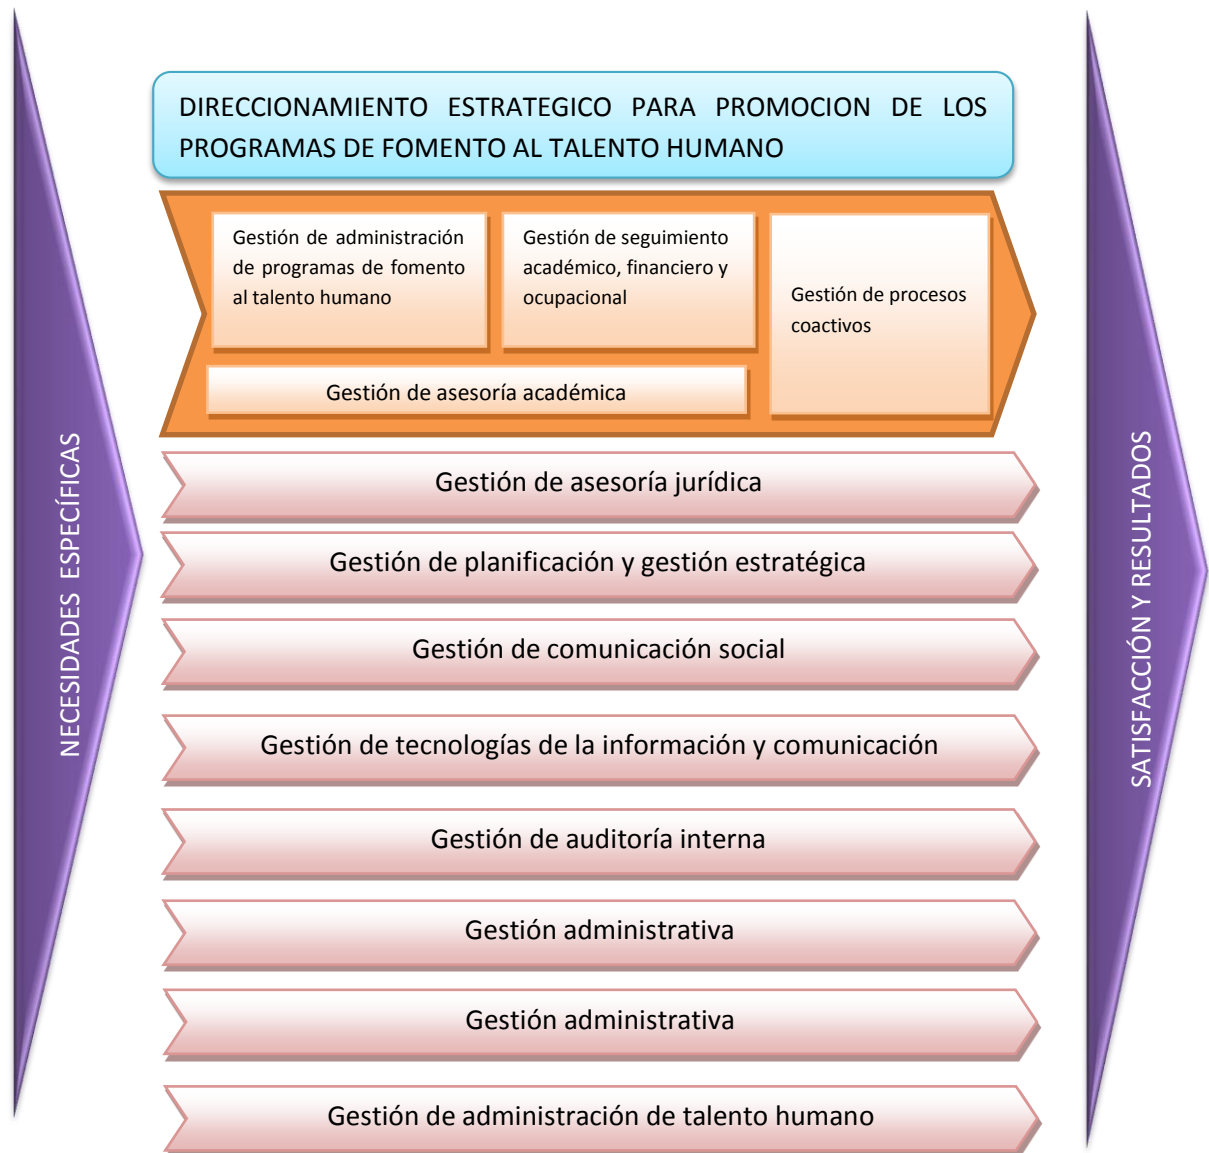 DIRECCIONAMIENTO ESTRATEGICO PARA PROMOCION DE LOS
PROGRAMAS DE FOMENTO AL TALENTO HUMANO
Gestión de administración
de programas de fomento
al talento humano
Gestión de seguimiento
académico, financiero y
ocupacional
Gestión de procesos
coactivos
Gestión de asesoría académica
NECESIDADES ESPECÍFICAS
Gestión de asesoría jurídica
Gestión de planificación y gestión estratégica
Gestión de comunicación social
Gestión de tecnologías de la información y comunicación
Gestión de auditoría interna
Gestión administrativa
Gestión administrativa
Gestión de administración de talento humano
SATISFACCIÓN Y RESULTADOS